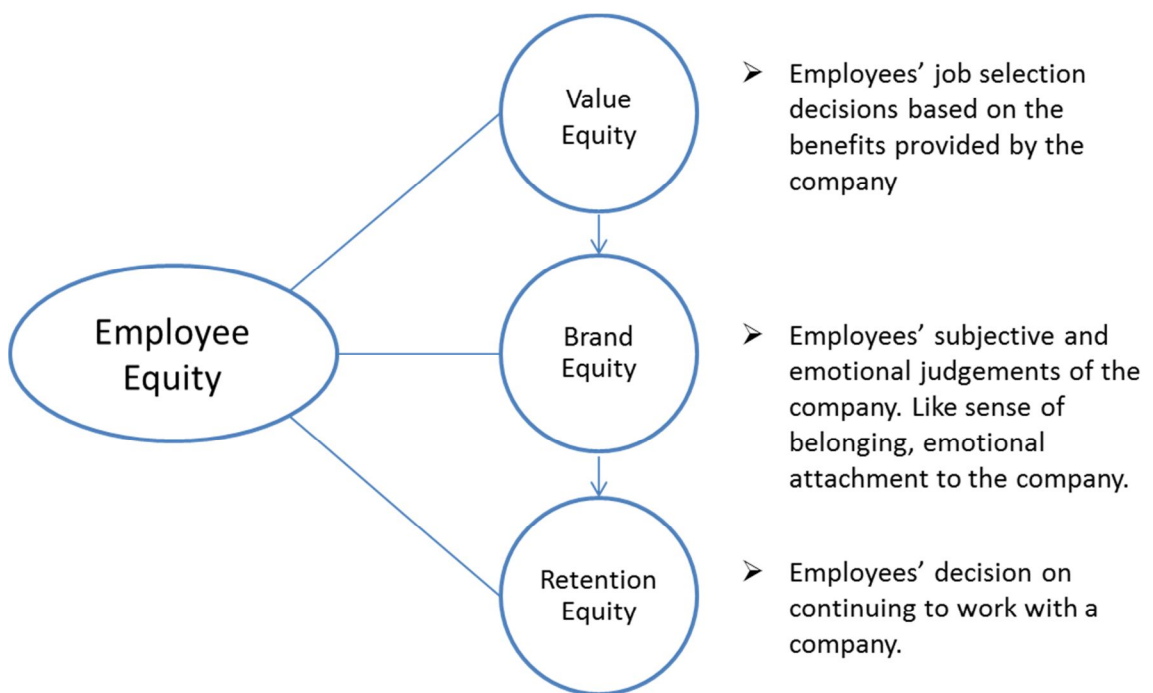 Value
Equity
➢ Employees’ job selection
decisions based on the
benefits provided by the
company
Employee
Equity
Brand
Equity
➢ Employees’ subjective and
emotional judgements of the
company. Like sense of
belonging, emotional
attachment to the company.
Retention
Equity
➢ Employees’ decision on
continuing to work with a
company.